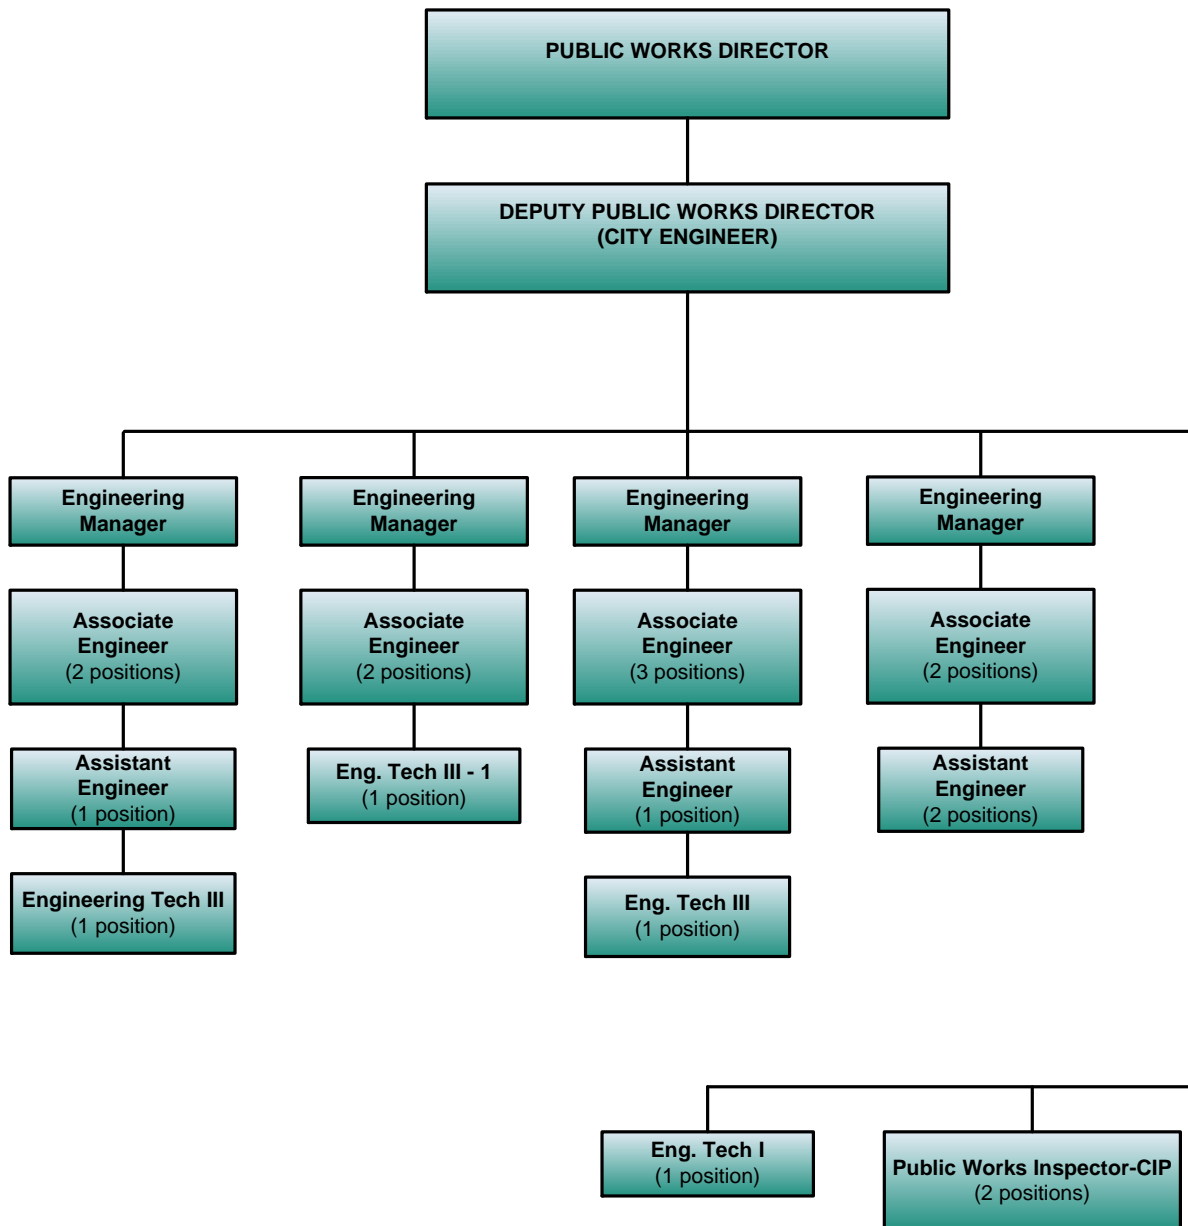 PUBLIC WORKS DIRECTOR
DEPUTY PUBLIC WORKS DIRECTOR
(CITY ENGINEER)
Engineering
Manager
Engineering
Manager
Engineering
Manager
Engineering
Manager
Associate
Engineer
(2 positions)
Associate
Engineer
(2 positions)
Associate
Engineer
(3 positions)
Associate
Engineer
(2 positions)
Assistant
Engineer
(1 position)
Eng. Tech III - 1
(1 position)
Assistant
Engineer
(1 position)
Assistant
Engineer
(2 positions)
Engineering Tech III
(1 position)
Eng. Tech III
(1 position)
Eng. Tech I
(1 position)
Public Works Inspector-CIP
(2 positions)